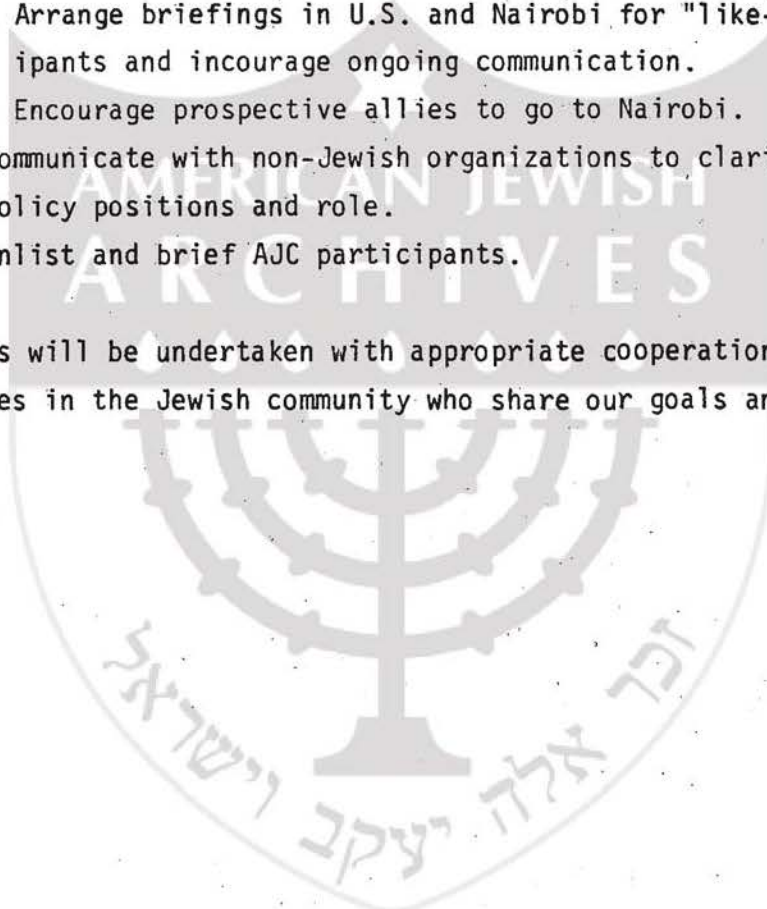 Arrange briefings in U.S. and Nairobi for "like-
ipants and incourage ongoing communication.
Encourage prospective allies to go to Nairobi.
ommunicate with non-Jewish organizations to clari
olicy positions and role.
nlist and brief AJC participants.
AMERICAN JEWISH
ARCHIVES
s will be undertaken with appropriate cooperation
es in the Jewish community who share our goals an
זכר אלה יעקב וישראל